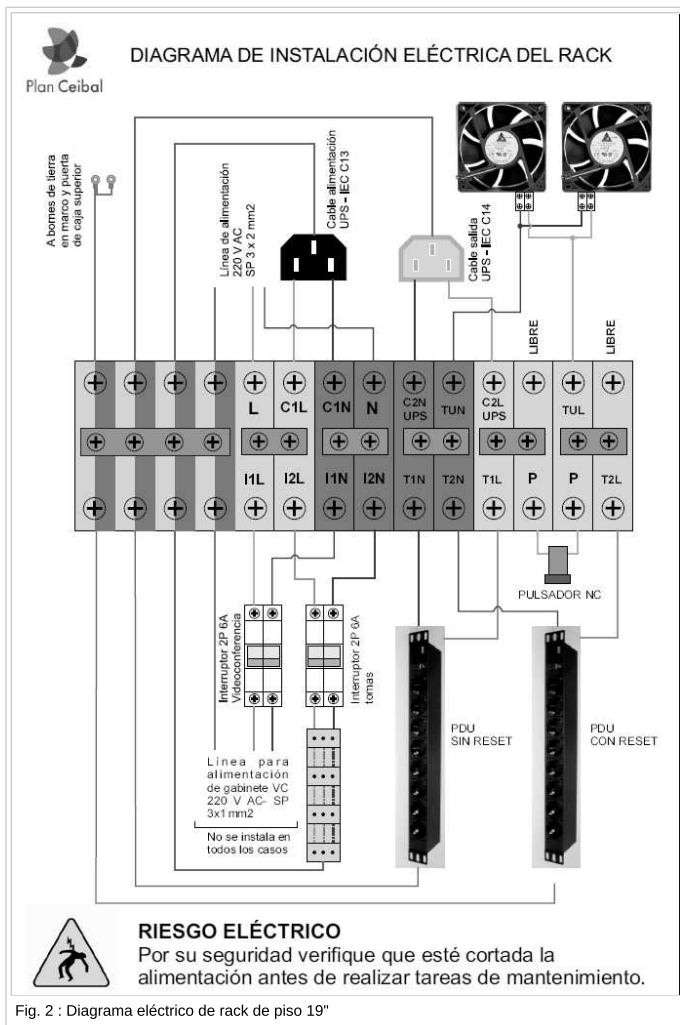 DIAGRAMA DE INSTALACIÓN ELÉCTRICA DEL RACK
Plan Ceibal
A bornes de tierra
en marco y puerta
de caja superior
Línea de alimentación
220 V AC
SP 3 x 2 mm2
Cable alimentación
UPS - IEC C13
Cable salida
UPS - IEC C14
LIBRE
LIBRE
L
C1L
C1N
N
C2N
UPS
TUN
C2L
UPS
TUL
I1L
I2L
I1N
I2N
T1N
T2N
T1L
P
P
T2L
PULSADOR NC
Interruptor 2P 6A
Videoconferencia
Interruptor 2P 6A
tomas
PDU
SIN RESET
PDU
CON RESET
Linea para
alimentación
de gabinete VC
220 V AC- SP
3x1 mm2
No se instala en
todos los casos
RIESGO ELÉCTRICO
Por su seguridad verifique que esté cortada la
alimentación antes de realizar tareas de mantenimiento.
Fig. 2 : Diagrama eléctrico de rack de piso 19"